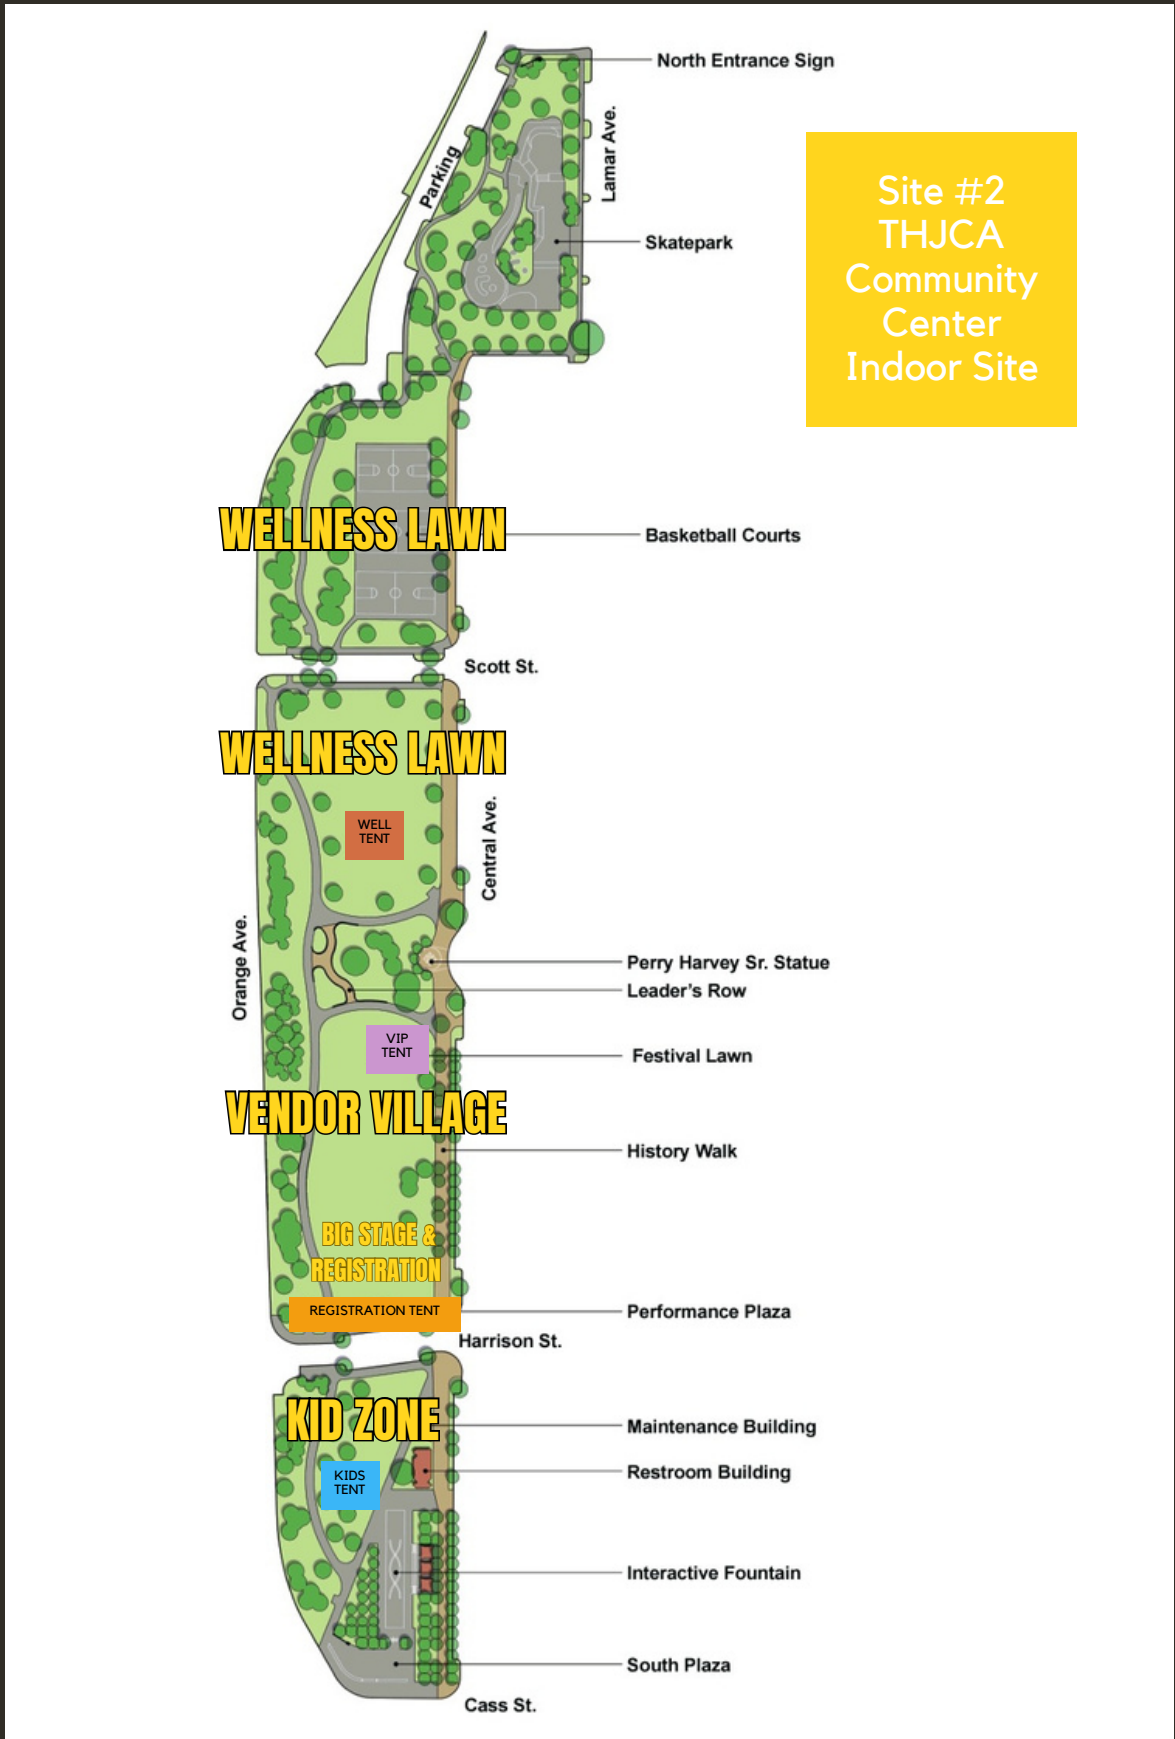 North Entrance Sign
Lamar Ave.
Parking
Site #2
THJCA
Community
Center
Indoor Site
Skatepark
WELLNESS LAWN
Basketball Courts
Scott St.
WELLNESS LAWN
WELL
TENT
Central Ave.
Orange Ave.
Perry Harvey Sr. Statue
Leader's Row
VIP
TENT
Festival Lawn
VENDOR VILLAGE
History Walk
BIG STAGE &
REGISTRATION
REGISTRATION TENT
Performance Plaza
Harrison St.
KID ZONE
Maintenance Building
KIDS
TENT
Restroom Building
Interactive Fountain
South Plaza
Cass St.